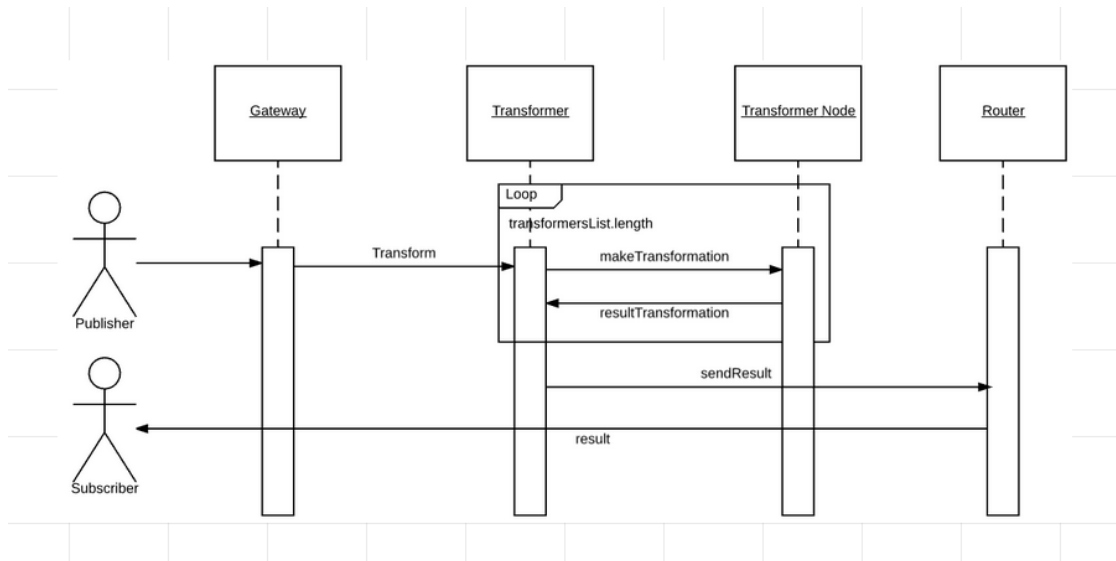 Gateway
Transformer
Transformer Node
Router
Loop
transformersList.length
Transform
makeTransformation
resultTransformation
Publisher
sendResult
result
Subscriber